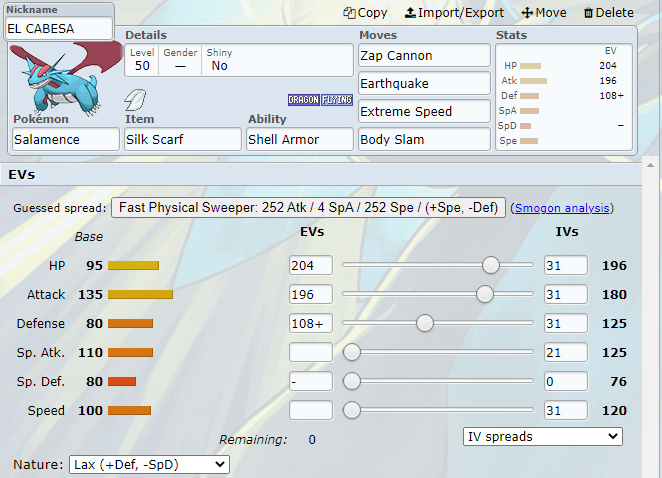 Nickname
EL CABESA
Copy Import/Export Move Delete
Details
Level Gender Shiny
50 — No
DRAGON FLYING
Pokémon Item Ability
Salamence Silk Scarf Shell Armor
Moves
Zap Cannon
Earthquake
Extreme Speed
Body Slam
Stats
EV
HP 204
Atk 196
Def 108+
SpA
SpD −
Spe
EVs
Guessed spread: Fast Physical Sweeper: 252 Atk / 4 SpA / 252 Spe / (+Spe, -Def) (Smogon analysis)
Base EVs IVs
HP 95 204 31 196
Attack 135 196 31 180
Defense 80 108+ 31 125
Sp. Atk. 110 21 125
Sp. Def. 80 - 0 76
Speed 100 31 120
Remaining: 0 IV spreads
Nature: Lax (+Def, -SpD)